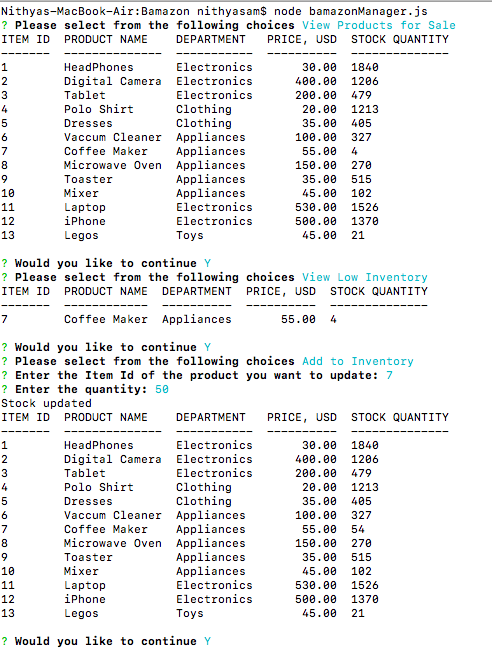 Nithyas-MacBook-Air:Bamazon nithyasam$ node bamazonManager.js
? Please select from the following choices View Products for Sale
ITEM ID  PRODUCT NAME    DEPARTMENT   PRICE, USD  STOCK QUANTITY
-------  --------------  -----------  ----------  --------------
1        HeadPhones      Electronics       30.00  1840
2        Digital Camera  Electronics      400.00  1206
3        Tablet          Electronics      200.00  479
4        Polo Shirt      Clothing          20.00  1213
5        Dresses         Clothing          35.00  405
6        Vaccum Cleaner  Appliances       100.00  327
7        Coffee Maker    Appliances        55.00  4
8        Microwave Oven  Appliances       150.00  270
9        Toaster         Appliances        35.00  515
10       Mixer           Appliances        45.00  102
11       Laptop          Electronics      530.00  1526
12       iPhone          Electronics      500.00  1370
13       Legos           Toys              45.00  21
? Would you like to continue Y
? Please select from the following choices View Low Inventory
ITEM ID  PRODUCT NAME  DEPARTMENT  PRICE, USD  STOCK QUANTITY
-------  ------------  ----------  ----------  --------------
7        Coffee Maker  Appliances       55.00  4
? Would you like to continue Y
? Please select from the following choices Add to Inventory
? Enter the Item Id of the product you want to update: 7
? Enter the quantity: 50
Stock updated
ITEM ID  PRODUCT NAME    DEPARTMENT   PRICE, USD  STOCK QUANTITY
-------  --------------  -----------  ----------  --------------
1        HeadPhones      Electronics       30.00  1840
2        Digital Camera  Electronics      400.00  1206
3        Tablet          Electronics      200.00  479
4        Polo Shirt      Clothing          20.00  1213
5        Dresses         Clothing          35.00  405
6        Vaccum Cleaner  Appliances       100.00  327
7        Coffee Maker    Appliances        55.00  54
8        Microwave Oven  Appliances       150.00  270
9        Toaster         Appliances        35.00  515
10       Mixer           Appliances        45.00  102
11       Laptop          Electronics      530.00  1526
12       iPhone          Electronics      500.00  1370
13       Legos           Toys              45.00  21
? Would you like to continue Y